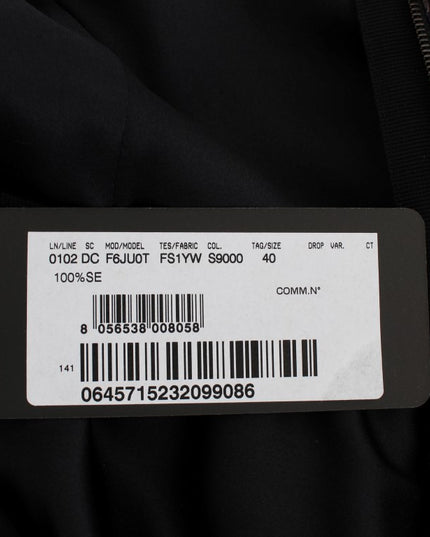 LN/LINE SC MOD/MODEL TES/FABRIC COL. TAG/SIZE DROP VAR. CT
0102 DC F6JU0T FS1YW S9000 40
100%SE
COMM.N°
8 056538 008058
141
0645715232099086